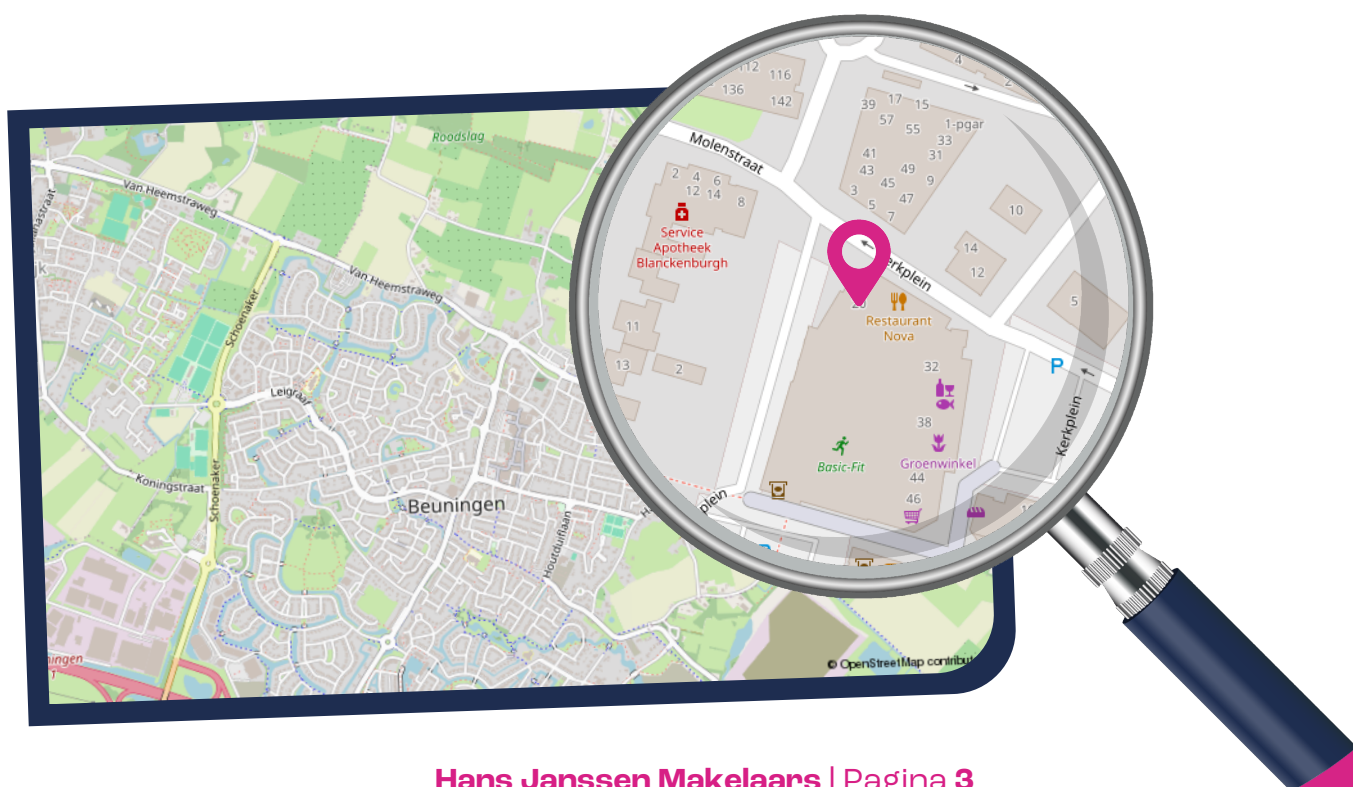 Roodslag
Van Heemstraweg
Van Heemstraweg
Schoenaker
Leigraaf
Koningstraat
Schoenaker
Beuningen
Houtduiflaan
© OpenStreetMap contribut
112
116
136
142
Molenstraat
2
4
6
12
14
8
Service
Apotheek
Blanckenburgh
11
13
2
4
2
39
17
15
57
55
1-pgar
33
41
31
43
49
45
9
3
47
5
7
10
14
12
5
erkplein
Restaurant
Nova
32
P
38
Kerkplein
Basic-Fit
Groenwinkel
44
46
plein
Hans Janssen Makelaars | Pagina 3